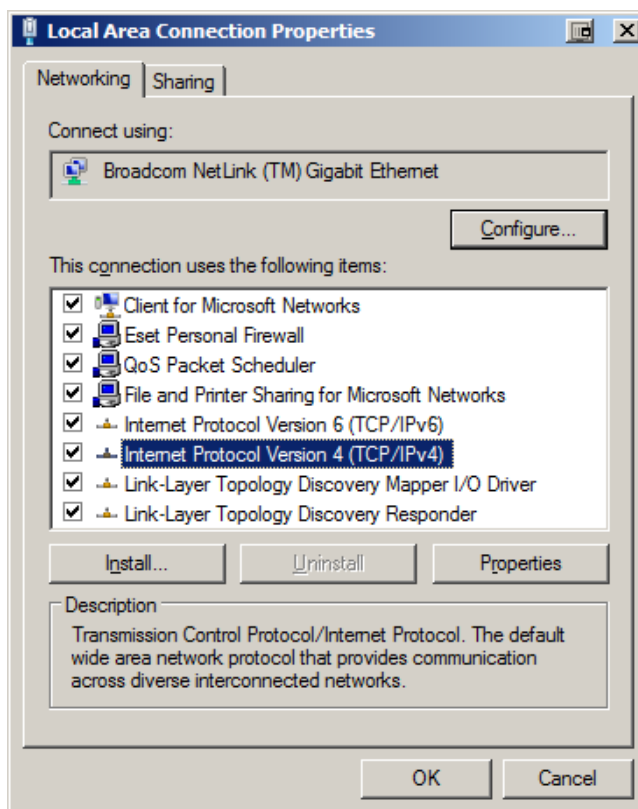 Local Area Connection Properties
Networking
Sharing
Connect using:
Broadcom NetLink (TM) Gigabit Ethernet
Configure...
This connection uses the following items:
Client for Microsoft Networks
Eset Personal Firewall
QoS Packet Scheduler
File and Printer Sharing for Microsoft Networks
Internet Protocol Version 6 (TCP/IPv6)
Internet Protocol Version 4 (TCP/IPv4)
Link-Layer Topology Discovery Mapper I/O Driver
Link-Layer Topology Discovery Responder
Install...
Uninstall
Properties
Description
Transmission Control Protocol/Internet Protocol. The default
wide area network protocol that provides communication
across diverse interconnected networks.
OK
Cancel